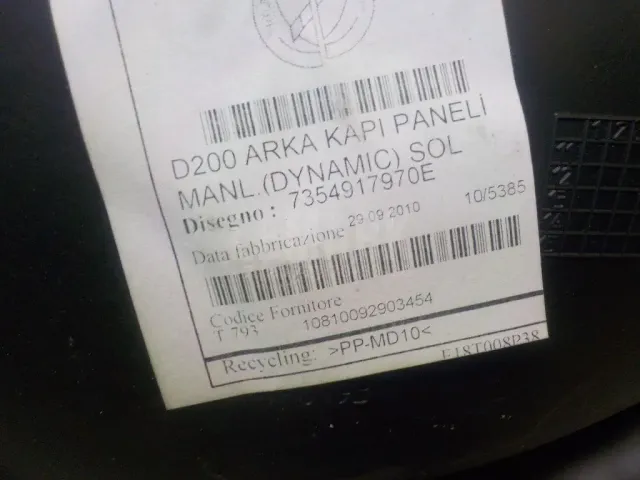 D200 ARKA KAPI PANELİ
MANL.(DYNAMIC) SOL
Disegno : 7354917970E
Data fabbricazione 29.09.2010 10/5385
Codice Fornitore
T 793 10810092903454
Recycling: >PP-MD10<
E18T008P38